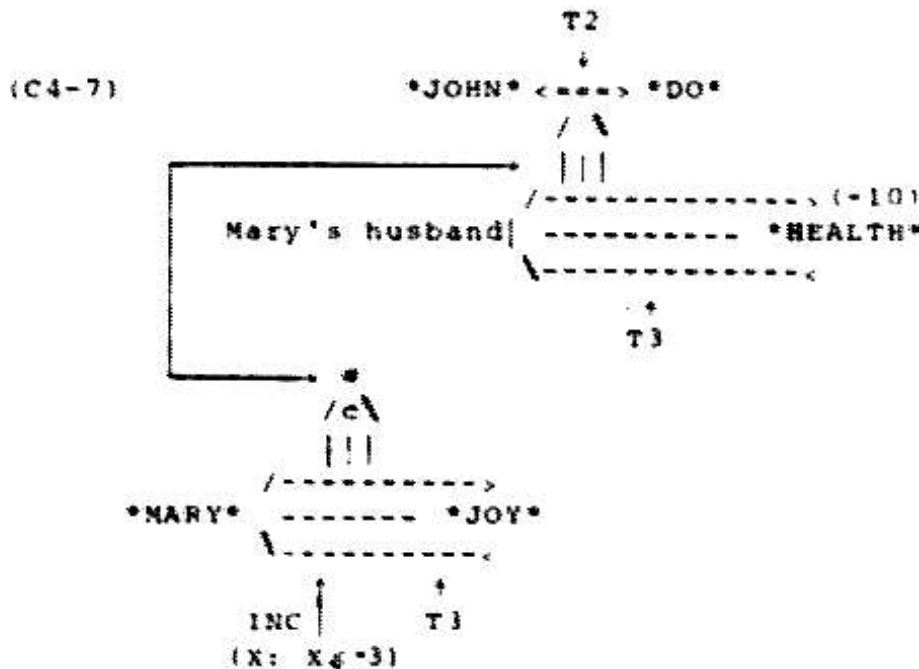 T2
(C4-7) *JOHN* <---> *DO*
/ \
|||
/--------------> (-10)
Mary's husband| --------- *HEALTH*
\--------------<
T3
*
/c\
|||
/----------->
*MARY* ------- *JOY*
\-----------<
INC T3
(X: X≤-3)